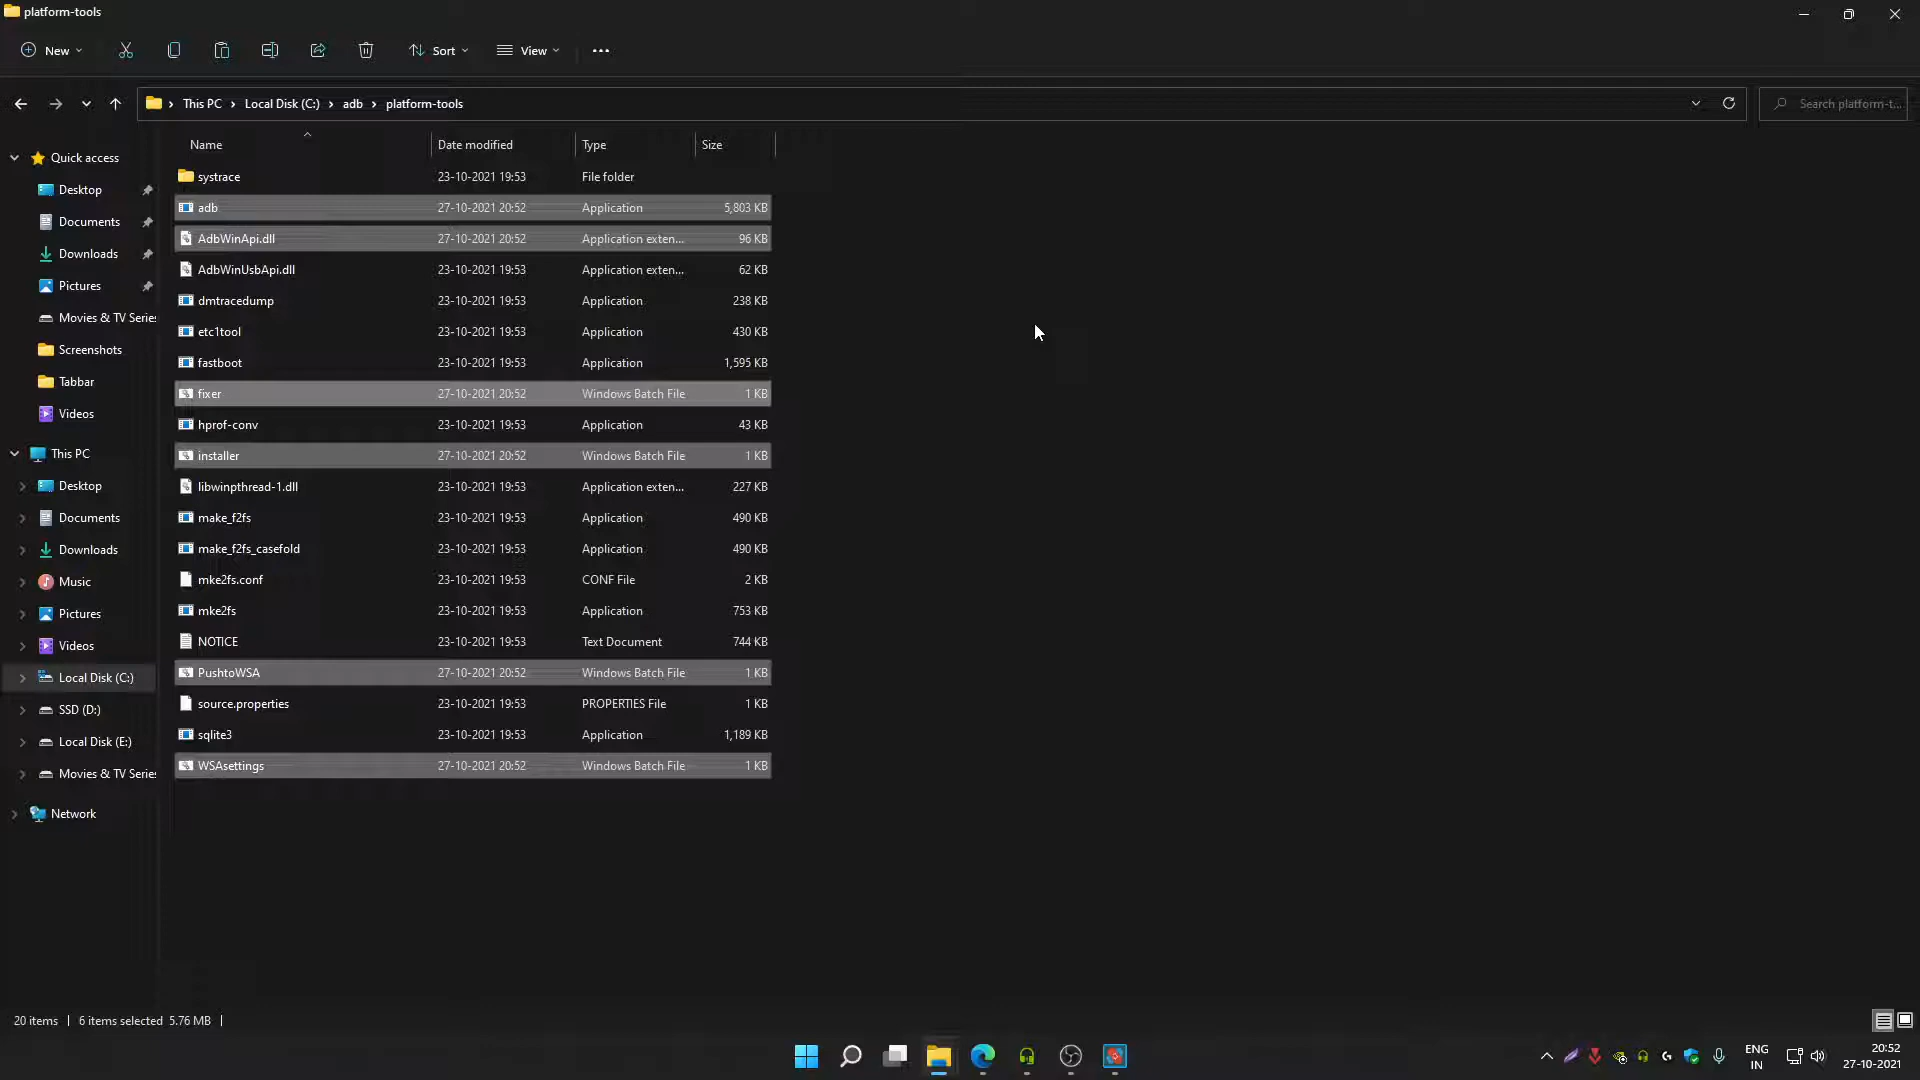 platform-tools
New
Sort
View
This PC > Local Disk (C:) > adb > platform-tools
Search platform-t...
Name Date modified Type Size
systrace 23-10-2021 19:53 File folder
adb 27-10-2021 20:52 Application 5,803 KB
AdbWinApi.dll 27-10-2021 20:52 Application exten... 96 KB
AdbWinUsbApi.dll 23-10-2021 19:53 Application exten... 62 KB
dmtracedump 23-10-2021 19:53 Application 238 KB
etc1tool 23-10-2021 19:53 Application 430 KB
fastboot 23-10-2021 19:53 Application 1,595 KB
fixer 27-10-2021 20:52 Windows Batch File 1 KB
hprof-conv 23-10-2021 19:53 Application 43 KB
installer 27-10-2021 20:52 Windows Batch File 1 KB
libwinpthread-1.dll 23-10-2021 19:53 Application exten... 227 KB
make_f2fs 23-10-2021 19:53 Application 490 KB
make_f2fs_casefold 23-10-2021 19:53 Application 490 KB
mke2fs.conf 23-10-2021 19:53 CONF File 2 KB
mke2fs 23-10-2021 19:53 Application 753 KB
NOTICE 23-10-2021 19:53 Text Document 744 KB
PushtoWSA 27-10-2021 20:52 Windows Batch File 1 KB
source.properties 23-10-2021 19:53 PROPERTIES File 1 KB
sqlite3 23-10-2021 19:53 Application 1,189 KB
WSAsettings 27-10-2021 20:52 Windows Batch File 1 KB
Quick access
Desktop
Documents
Downloads
Pictures
Movies & TV Series
Screenshots
Tabbar
Videos
This PC
Desktop
Documents
Downloads
Music
Pictures
Videos
Local Disk (C:)
SSD (D:)
Local Disk (E:)
Movies & TV Series
Network
20 items | 6 items selected 5.76 MB |
ENG
IN
20:52
27-10-2021